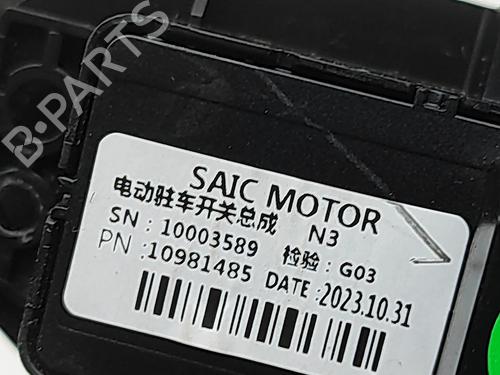 B-PARTS
SAIC MOTOR
电动驻车开关总成 N3
SN : 10003589 检验 : G03
PN : 10981485 DATE : 2023.10.31